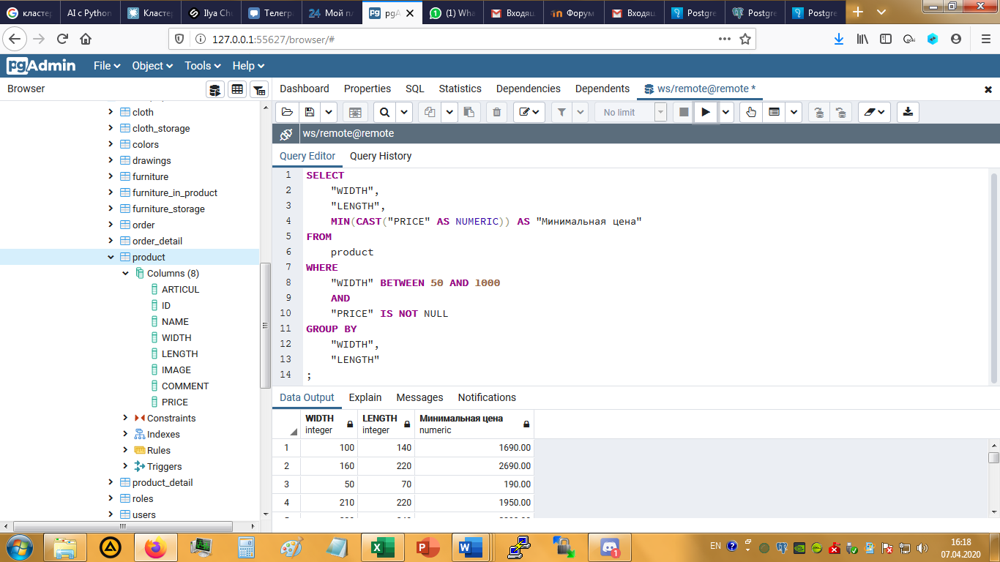 класте
AI с Python
Кластер
Ilya Chu
Телегра
Мой пл
pgA
(1) Wha
Входящ
Форум
Входящ
Postgre
Postgre
Postgre
127.0.0.1:55627/browser/#
pgAdmin
File
Object
Tools
Help
Browser
Dashboard
Properties
SQL
Statistics
Dependencies
Dependents
ws/remote@remote *
cloth
cloth_storage
colors
drawings
furniture
furniture_in_product
furniture_storage
order
order_detail
product
Columns (8)
ARTICUL
ID
NAME
WIDTH
LENGTH
IMAGE
COMMENT
PRICE
Constraints
Indexes
Rules
Triggers
product_detail
roles
users
No limit
ws/remote@remote
Query Editor
Query History
1 SELECT
2 "WIDTH",
3 "LENGTH",
4 MIN(CAST("PRICE" AS NUMERIC)) AS "Минимальная цена"
5 FROM
6 product
7 WHERE
8 "WIDTH" BETWEEN 50 AND 1000
9 AND
10 "PRICE" IS NOT NULL
11 GROUP BY
12 "WIDTH",
13 "LENGTH"
14 ;
Data Output
Explain
Messages
Notifications
WIDTH integer
LENGTH integer
Минимальная цена numeric
1 100 140 1690.00
2 160 220 2690.00
3 50 70 190.00
4 210 220 1950.00
EN
16:18
07.04.2020